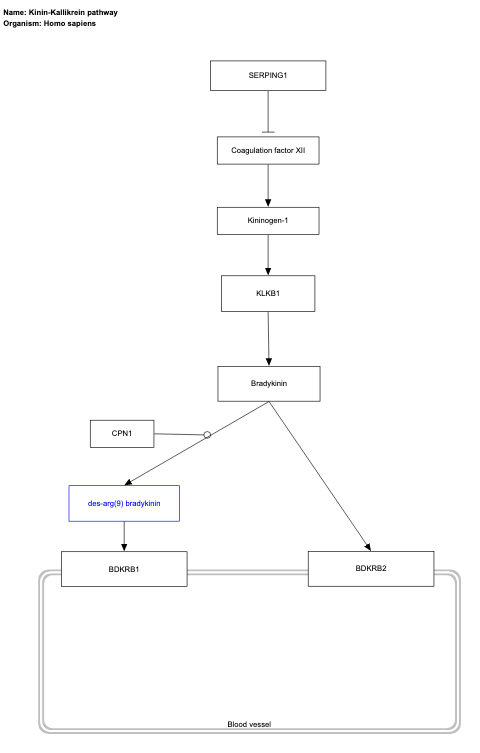 Name: Kinin-Kallikrein pathway
Organism: Homo sapiens
SERPING1
Coagulation factor XII
Kininogen-1
KLKB1
Bradykinin
CPN1
des-arg(9) bradykinin
BDKRB1
BDKRB2
Blood vessel